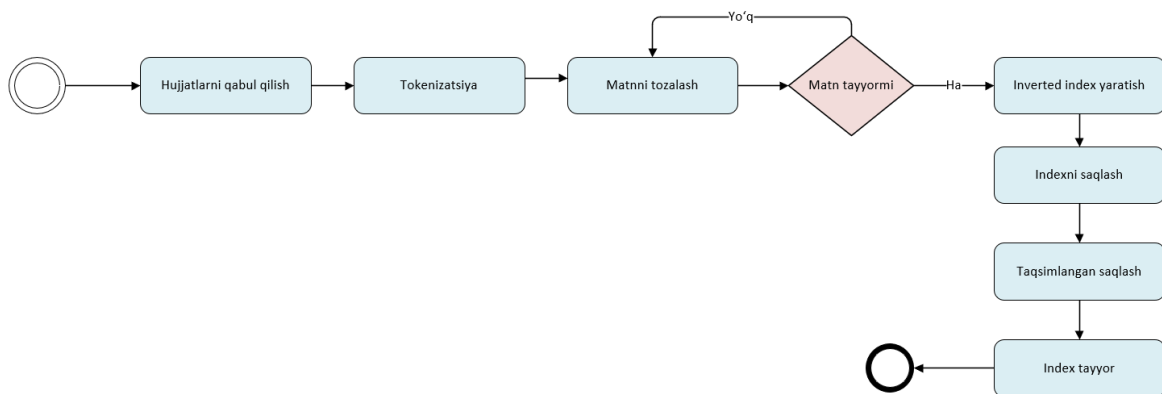 Yo‘q
Hujjatlarni qabul qilish
Tokenizatsiya
Matnni tozalash
Matn tayyormi
Ha
Inverted index yaratish
Indexni saqlash
Taqsimlangan saqlash
Index tayyor